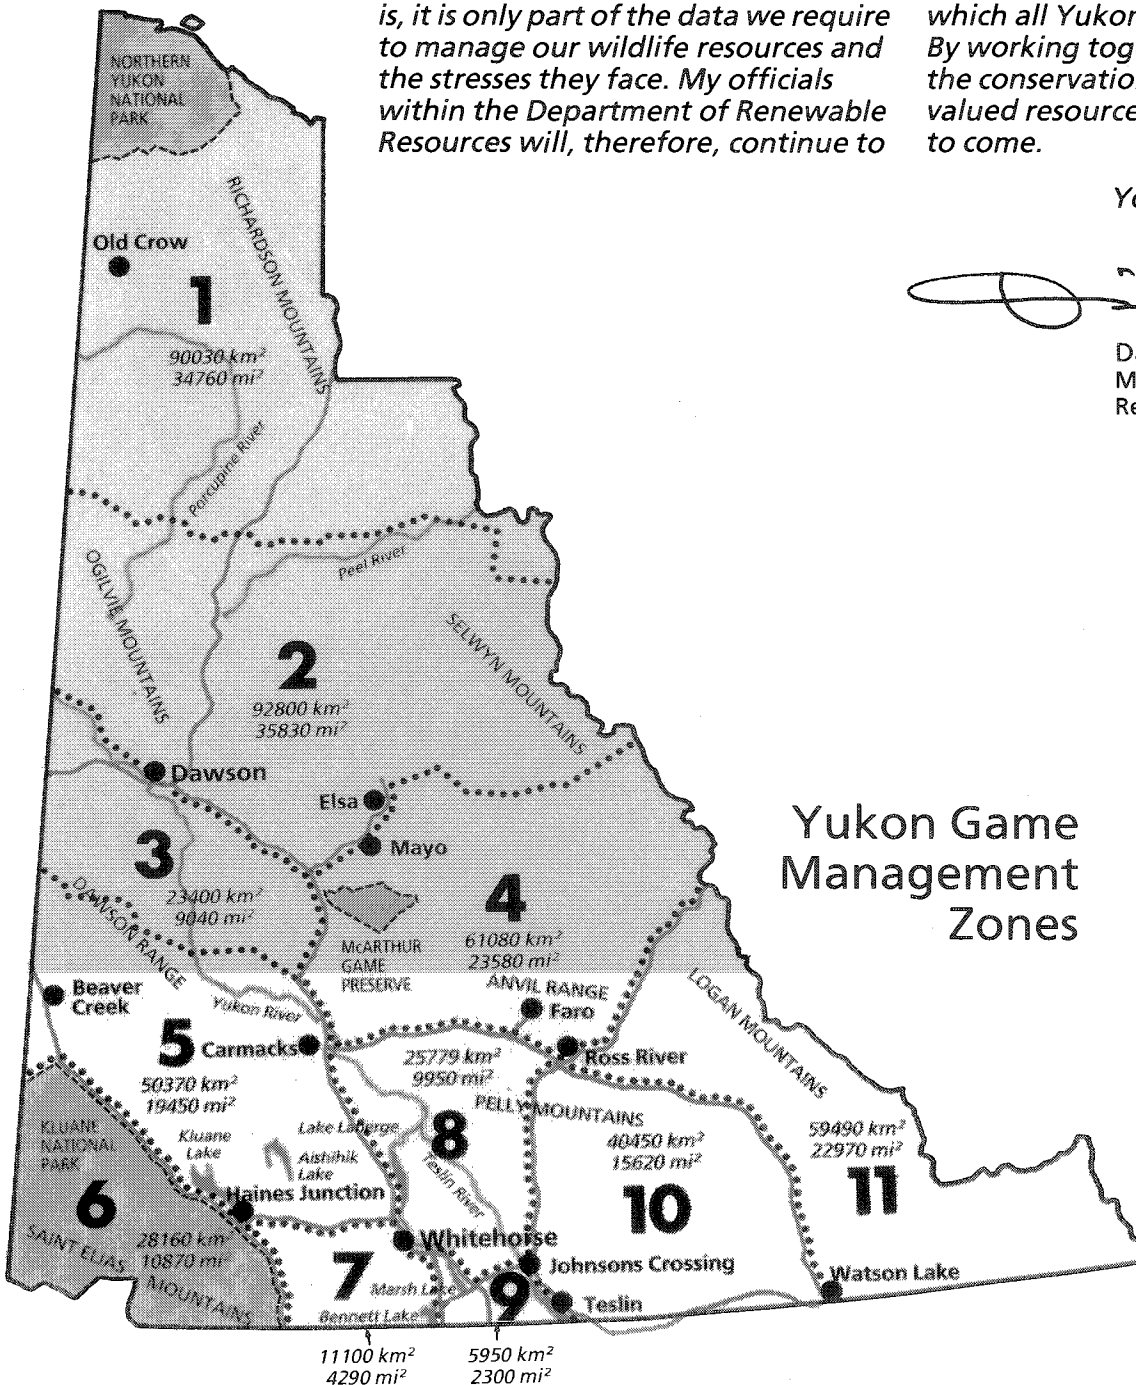 is, it is only part of the data we require
to manage our wildlife resources and
the stresses they face. My officials
within the Department of Renewable
Resources will, therefore, continue to
which all Yukon
By working tog
the conservatio
valued resource
to come.
Yo
Da
M
Re
Yukon Game
Management
Zones
NORTHERN
YUKON
NATIONAL
PARK
RICHARDSON MOUNTAINS
Old Crow
1
90030 km²
34760 mi²
Porcupine River
OGILVIE MOUNTAINS
Peel River
SELWYN MOUNTAINS
2
92800 km²
35830 mi²
Dawson
Elsa
Mayo
3
23400 km²
9040 mi²
DAWSON RANGE
4
61080 km²
23580 mi²
McARTHUR
GAME
PRESERVE
ANVIL RANGE
Faro
LOGAN MOUNTAINS
Beaver
Creek
Yukon River
5
Carmacks
50370 km²
19450 mi²
25779 km²
9950 mi²
Ross River
8
PELLY MOUNTAINS
40450 km²
15620 mi²
10
59490 km²
22970 mi²
11
KLUANE
NATIONAL
PARK
Kluane
Lake
Lake Laberge
Aishihik
Lake
Teslin River
Haines Junction
6
28160 km²
10870 mi²
SAINT ELIAS
MOUNTAINS
Whitehorse
7
Marsh Lake
Bennett Lake
9
Johnsons Crossing
Teslin
Watson Lake
11100 km²
4290 mi²
5950 km²
2300 mi²